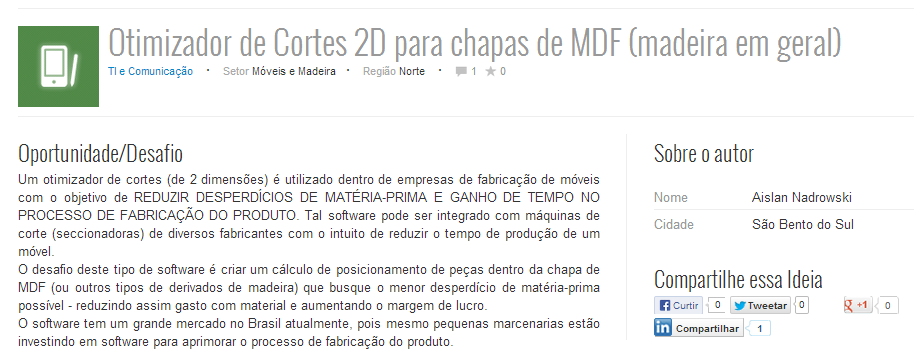 Otimizador de Cortes 2D para chapas de MDF (madeira em geral)
TI e Comunicação · Setor Móveis e Madeira · Região Norte · 1 0
Oportunidade/Desafio
Um otimizador de cortes (de 2 dimensões) é utilizado dentro de empresas de fabricação de móveis
com o objetivo de REDUZIR DESPERDÍCIOS DE MATÉRIA-PRIMA E GANHO DE TEMPO NO
PROCESSO DE FABRICAÇÃO DO PRODUTO. Tal software pode ser integrado com máquinas de
corte (seccionadoras) de diversos fabricantes com o intuito de reduzir o tempo de produção de um
móvel.
O desafio deste tipo de software é criar um cálculo de posicionamento de peças dentro da chapa de
MDF (ou outros tipos de derivados de madeira) que busque o menor desperdício de matéria-prima
possível - reduzindo assim gasto com material e aumentando o margem de lucro.
O software tem um grande mercado no Brasil atualmente, pois mesmo pequenas marcenarias estão
investindo em software para aprimorar o processo de fabricação do produto.
Sobre o autor
Nome Aislan Nadrowski
Cidade São Bento do Sul
Compartilhe essa Ideia
Curtir 0 Tweetar 0 g +1 0
in Compartilhar 1